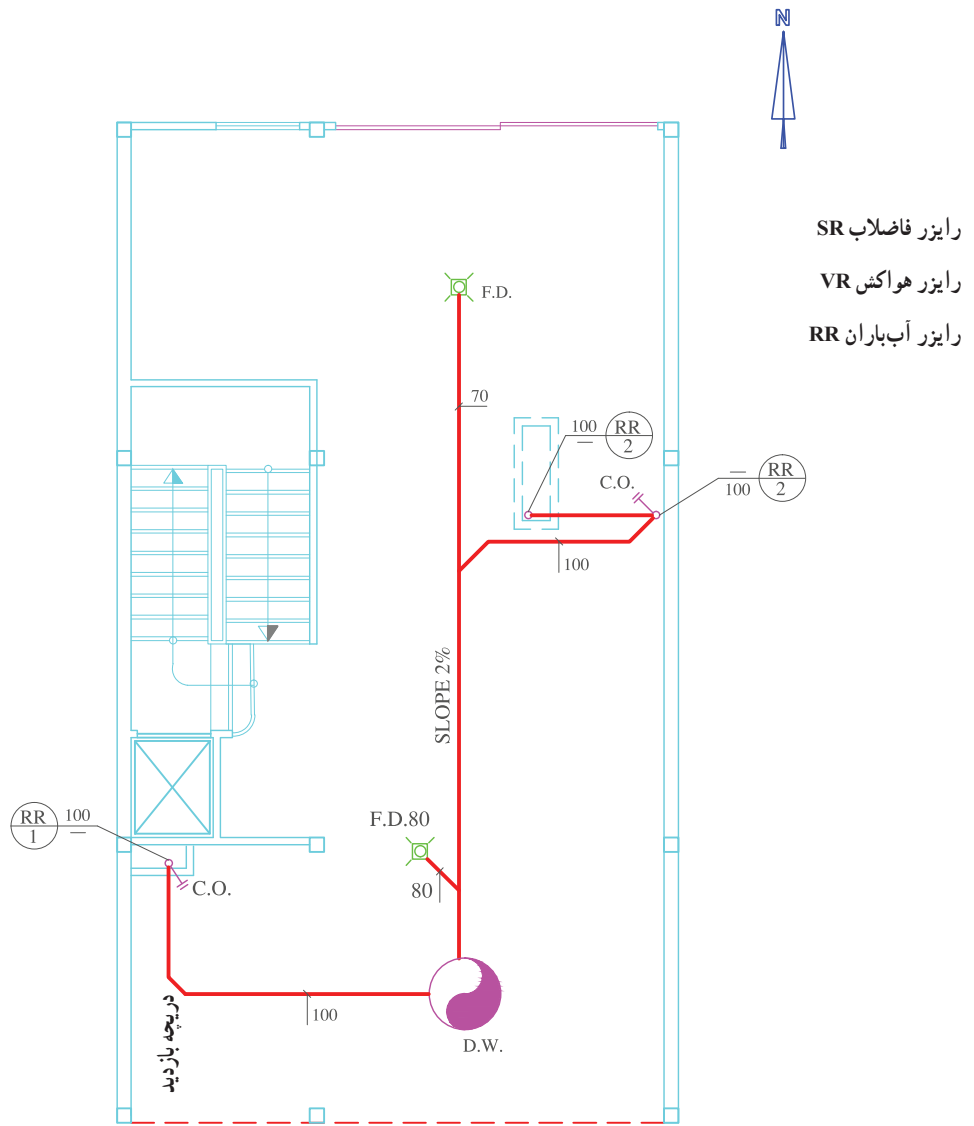 N
رایزر فاضلاب SR
رایزر هواکش VR
رایزر آب‌باران RR
F.D.
70
100
RR
2
C.O.
100
RR
2
100
SLOPE 2%
F.D.80
80
RR
1
100
C.O.
دریچه بازدید
100
D.W.